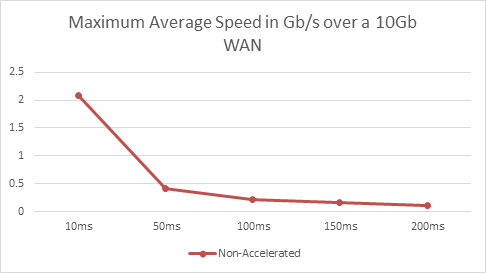 Maximum Average Speed in Gb/s over a 10Gb
WAN
2.5
2
1.5
1
0.5
0
10ms 50ms 100ms 150ms 200ms
Non-Accelerated